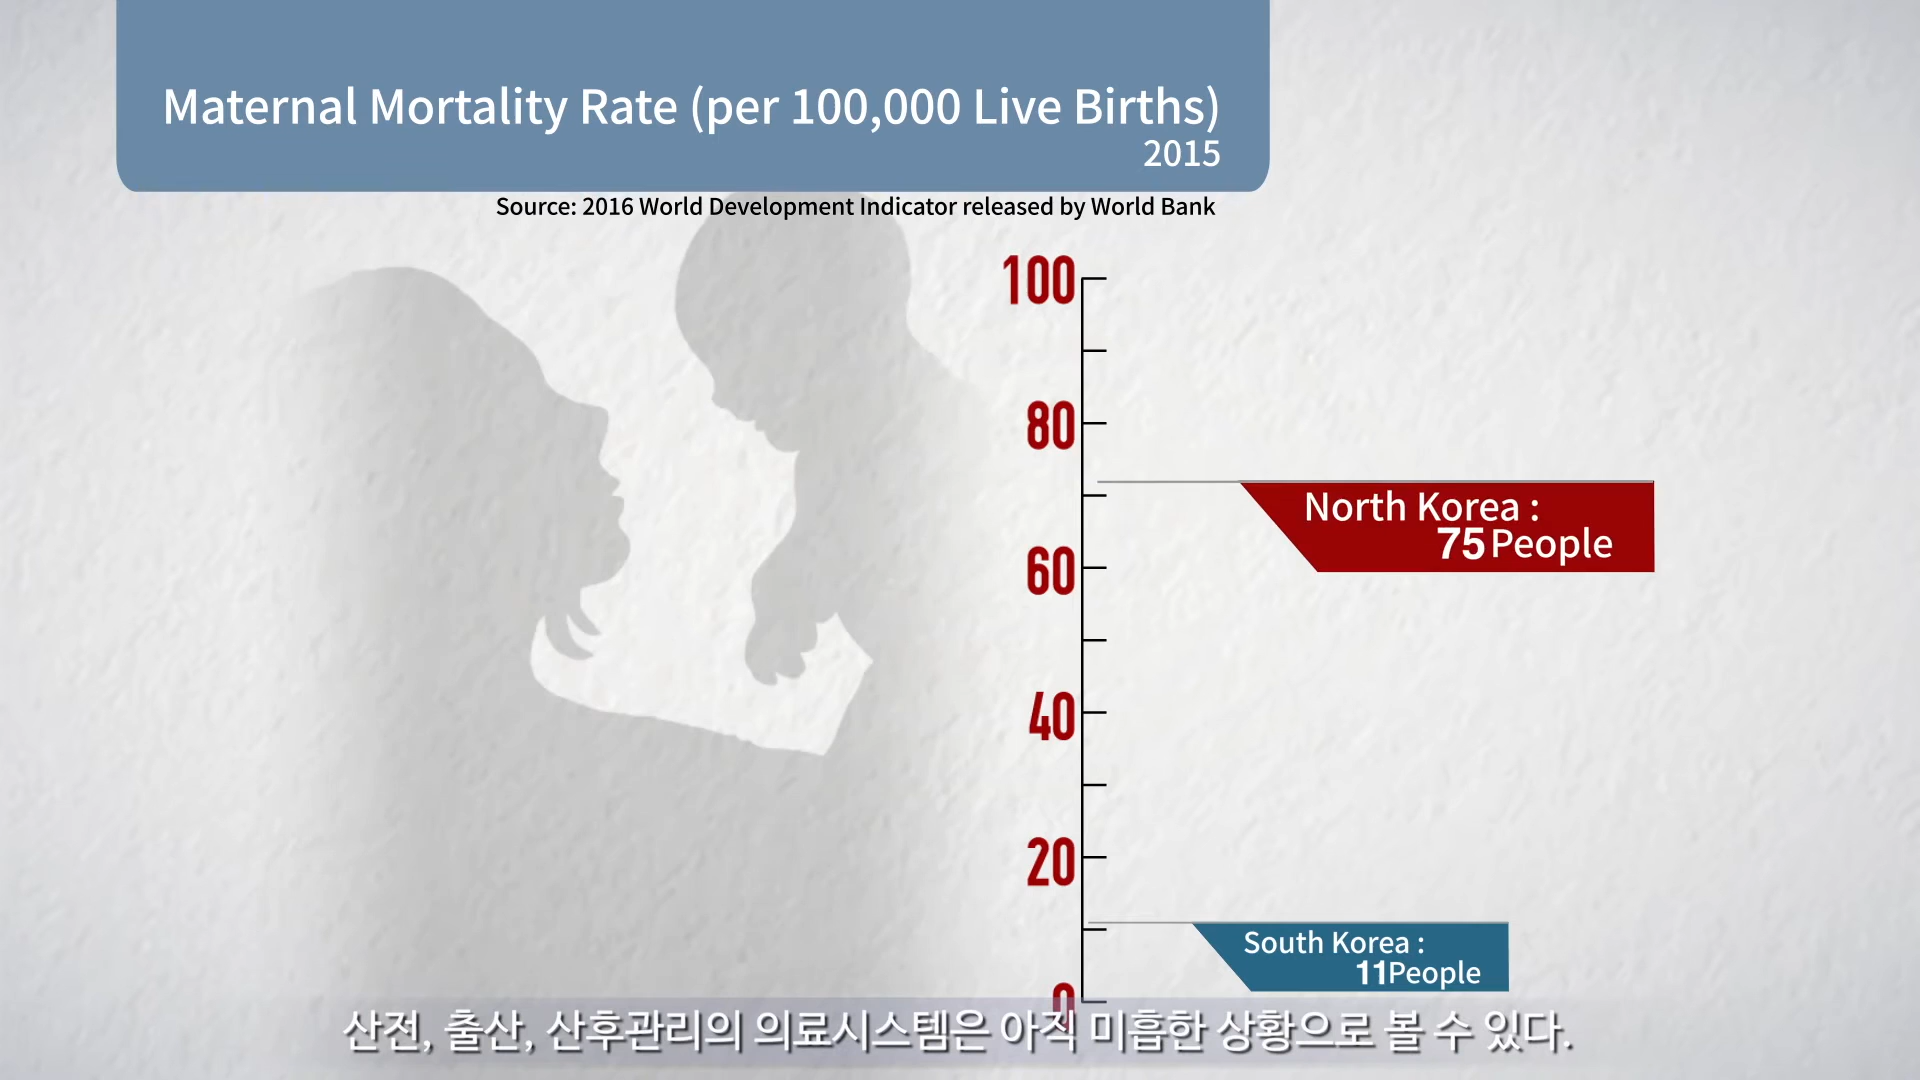 Maternal Mortality Rate (per 100,000 Live Births)
2015
Source: 2016 World Development Indicator released by World Bank
100
80
60
40
20
0
North Korea :
75 People
South Korea :
11People
산전, 출산, 산후관리의 의료시스템은 아직 미흡한 상황으로 볼 수 있다.